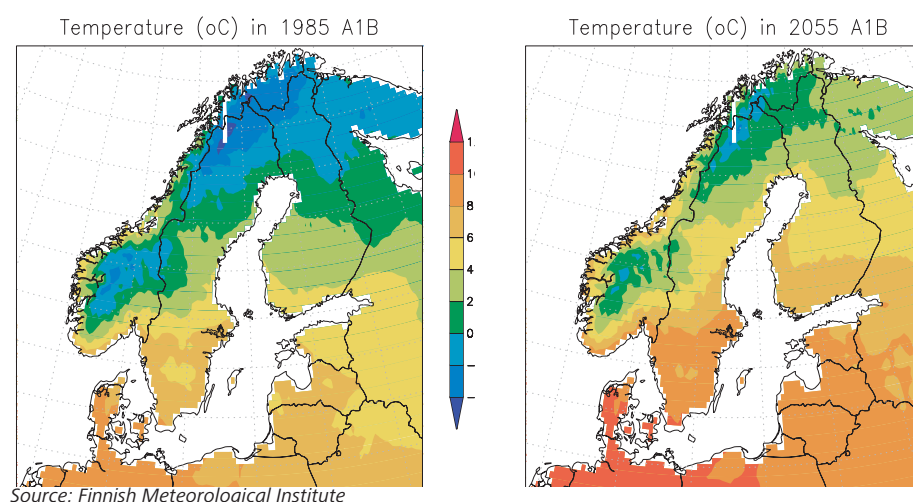 Temperature (oC) in 1985 A1B
Temperature (oC) in 2055 A1B
8
6
4
2
0
Source: Finnish Meteorological Institute